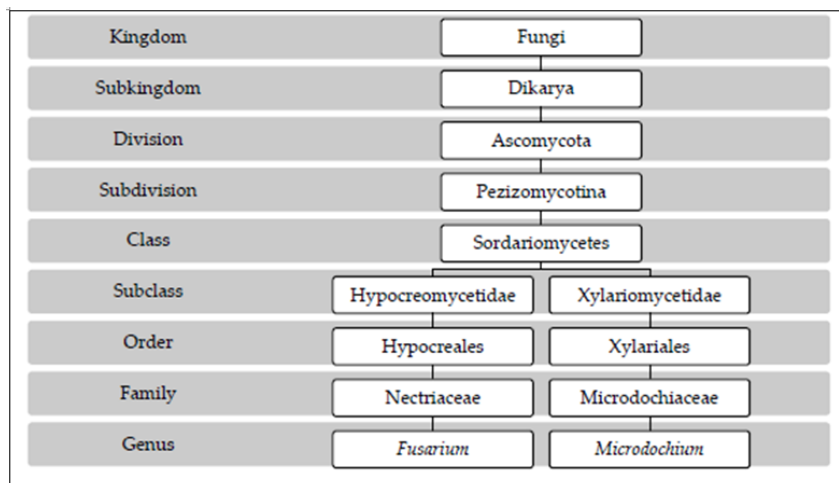 Kingdom Fungi
Subkingdom Dikarya
Division Ascomycota
Subdivision Pezizomycotina
Class Sordariomycetes
Subclass Hypocreomycetidae Xylariomycetidae
Order Hypocreales Xylariales
Family Nectriaceae Microdochiaceae
Genus Fusarium Microdochium